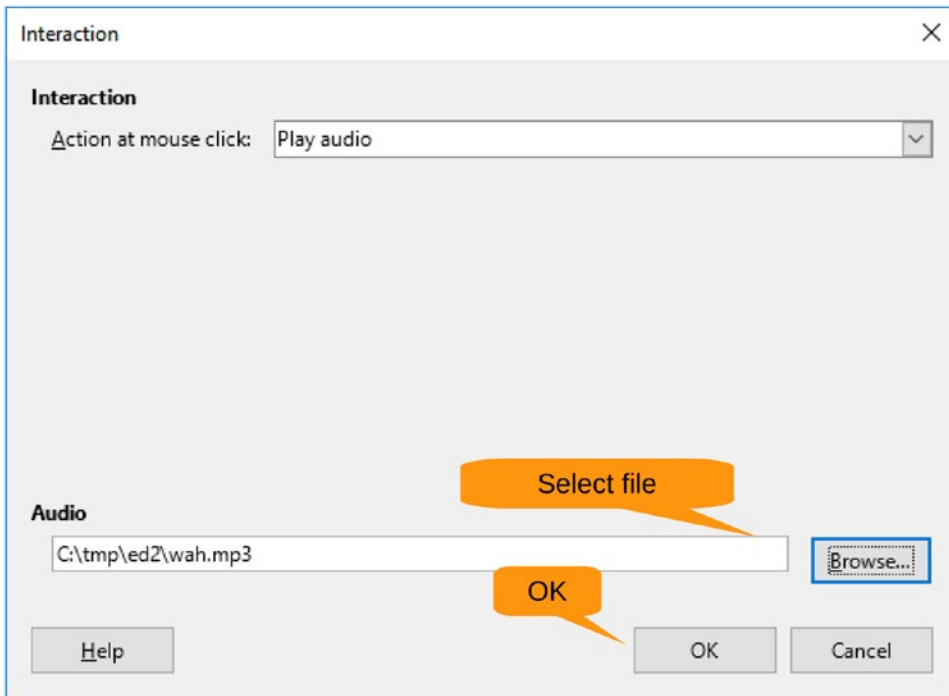 Interaction
Interaction
Action at mouse click: Play audio
Select file
Audio
C:\tmp\ed2\wah.mp3
Browse...
OK
Help
OK
Cancel